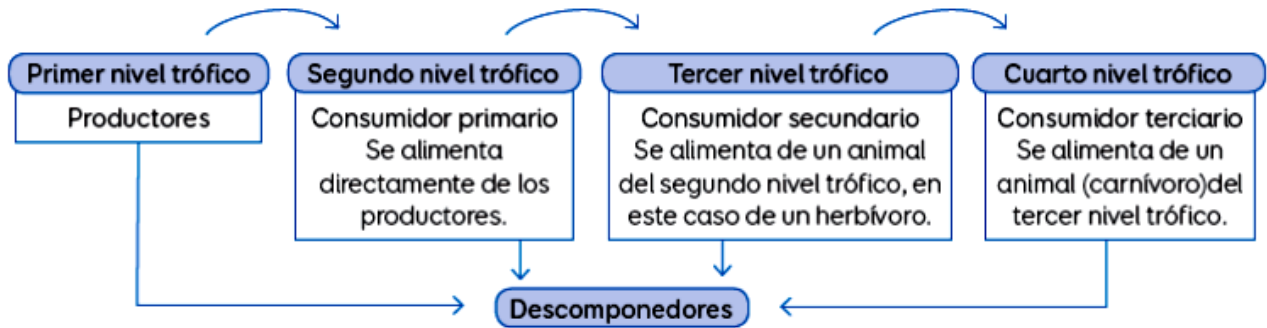 Primer nivel trófico
Productores
Segundo nivel trófico
Consumidor primario
Se alimenta
directamente de los
productores.
Tercer nivel trófico
Consumidor secundario
Se alimenta de un animal
del segundo nivel trófico, en
este caso de un herbívoro.
Cuarto nivel trófico
Consumidor terciario
Se alimenta de un
animal (carnívoro)del
tercer nivel trófico.
Descomponedores